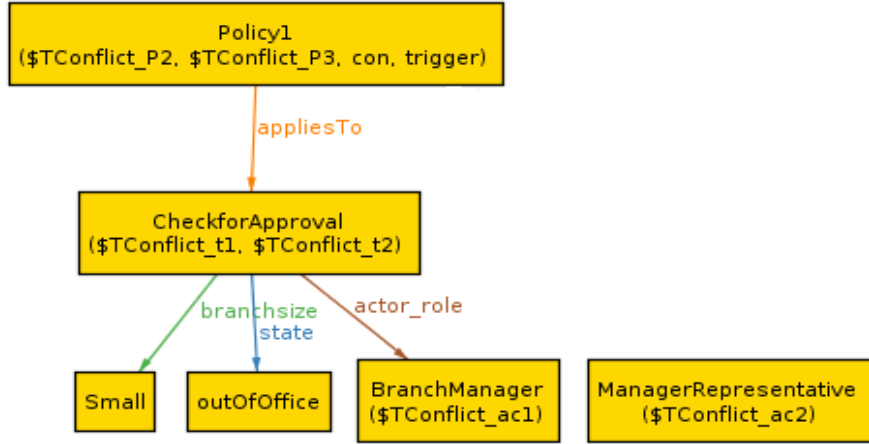 Policy1
($TConflict_P2, $TConflict_P3, con, trigger)
appliesTo
CheckforApproval
($TConflict_t1, $TConflict_t2)
branchsize
state
actor_role
Small
outOfOffice
BranchManager
($TConflict_ac1)
ManagerRepresentative
($TConflict_ac2)